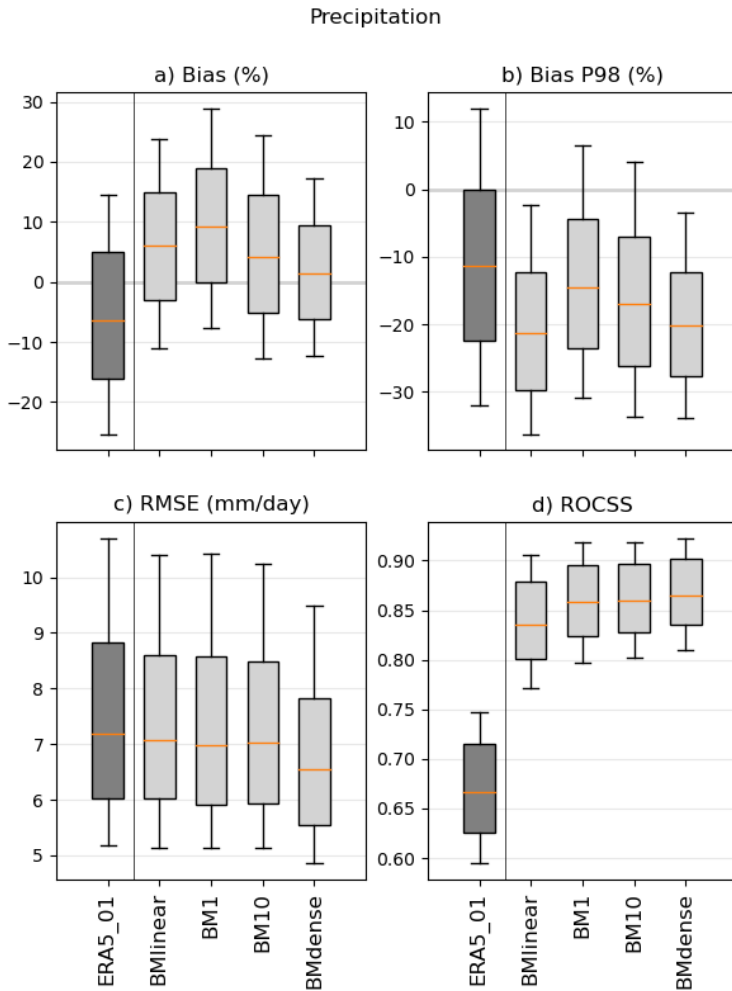 Precipitation
a) Bias (%)
30
20
10
0
−10
−20
b) Bias P98 (%)
10
0
−10
−20
−30
c) RMSE (mm/day)
10
9
8
7
6
5
ERA5_01
BMlinear
BM1
BM10
BMdense
d) ROCSS
0.90
0.85
0.80
0.75
0.70
0.65
0.60
ERA5_01
BMlinear
BM1
BM10
BMdense